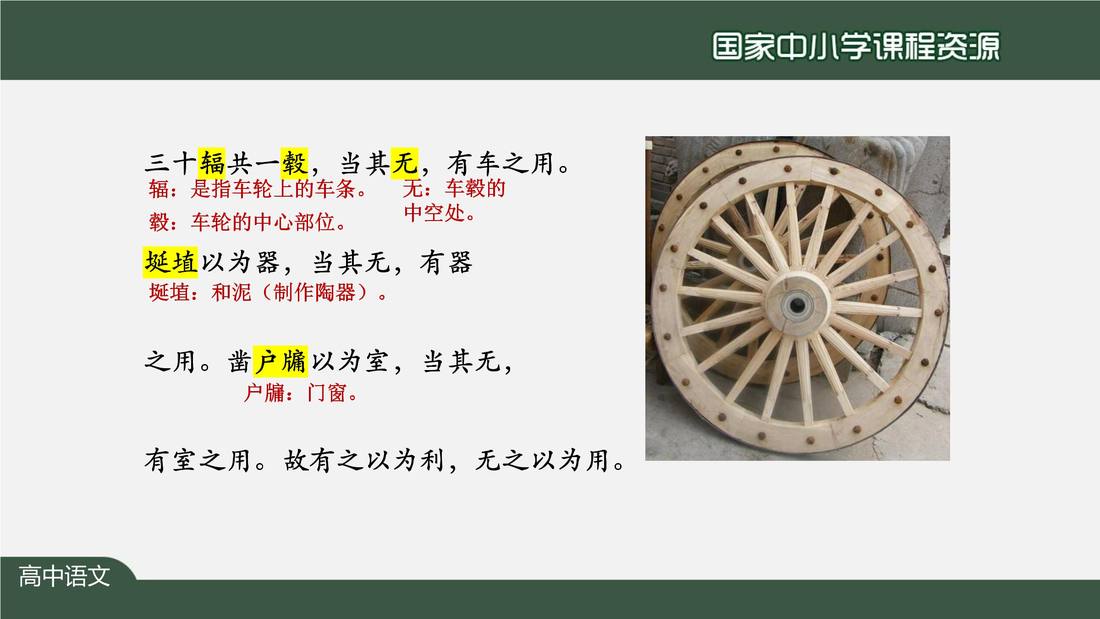 国家中小学课程资源
三十辐共一毂，当其无，有车之用。
辐：是指车轮上的车条。 无：车毂的
毂：车轮的中心部位。 中空处。
埏埴以为器，当其无，有器
埏埴：和泥（制作陶器）。
之用。凿户牖以为室，当其无，
户牖：门窗。
有室之用。故有之以为利，无之以为用。
高中语文